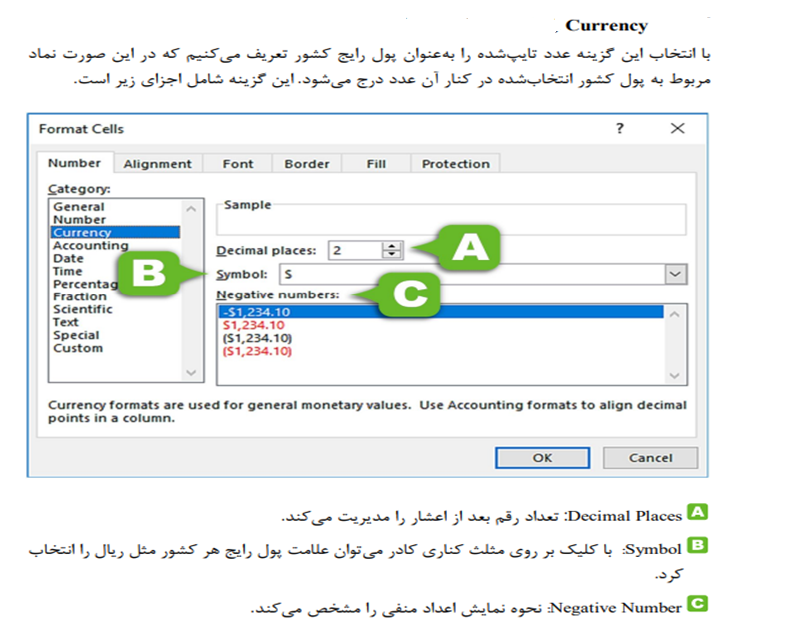 Currency
با انتخاب این گزینه عدد تایپ‌شده را به‌عنوان پول رایج کشور تعریف می‌کنیم که در این صورت نماد
مربوط به پول کشور انتخاب‌شده در کنار آن عدد درج می‌شود. این گزینه شامل اجزای زیر است.
Format Cells
?
Number Alignment Font Border Fill Protection
Category:
General
Number
Currency
Accounting
Date
Time
Percentag
Fraction
Scientific
Text
Special
Custom
Sample
Decimal places: 2
A
B
Symbol: $
Negative numbers:
C
-$1,234.10
$1,234.10
($1,234.10)
($1,234.10)
Currency formats are used for general monetary values. Use Accounting formats to align decimal
points in a column.
OK Cancel
A Decimal Places: تعداد رقم بعد از اعشار را مدیریت می‌کند.
B Symbol: با کلیک بر روی مثلث کناری کادر می‌توان علامت پول رایج هر کشور مثل ریال را انتخاب
کرد.
C Negative Number: نحوه نمایش اعداد منفی را مشخص می‌کند.